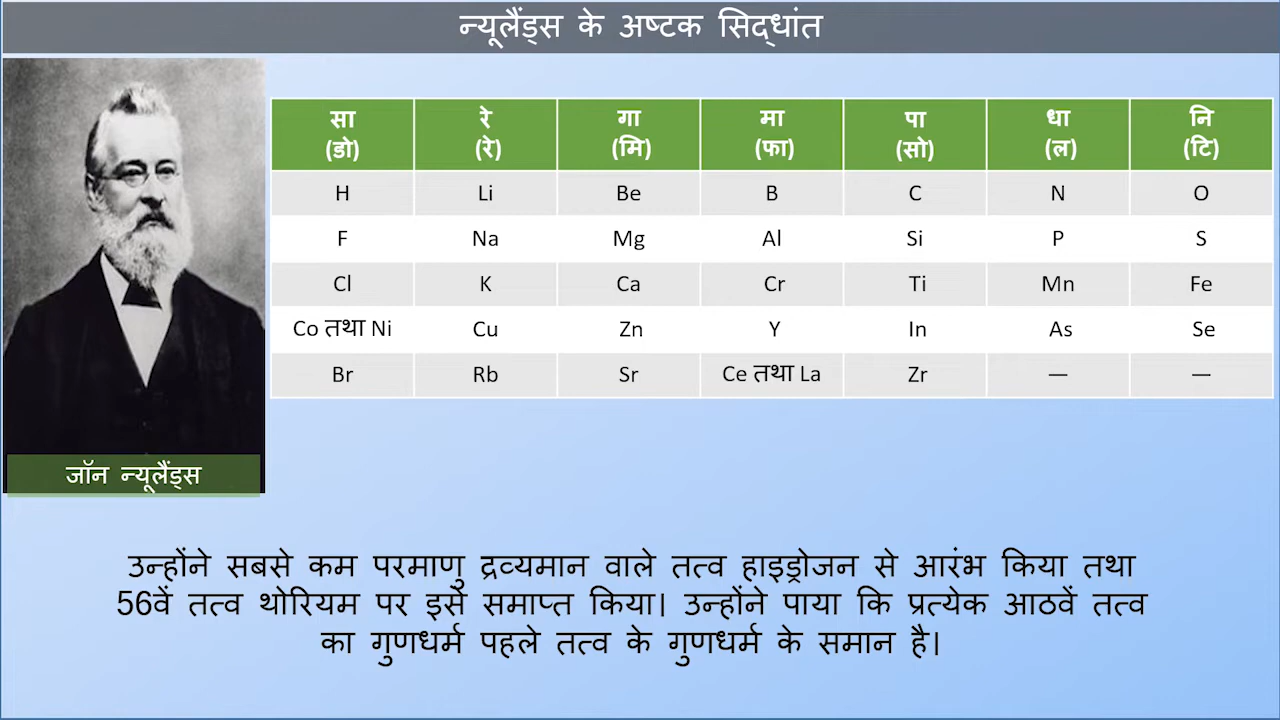 न्यूलैंड्स के अष्टक सिद्धांत
सा रे गा मा पा धा नि
(डो) (रे) (मि) (फा) (सो) (ल) (टि)
H Li Be B C N O
F Na Mg Al Si P S
Cl K Ca Cr Ti Mn Fe
Co तथा Ni Cu Zn Y In As Se
Br Rb Sr Ce तथा La Zr — —
जॉन न्यूलैंड्स
उन्होंने सबसे कम परमाणु द्रव्यमान वाले तत्व हाइड्रोजन से आरंभ किया तथा
56वें तत्व थोरियम पर इसे समाप्त किया। उन्होंने पाया कि प्रत्येक आठवें तत्व
का गुणधर्म पहले तत्व के गुणधर्म के समान है।